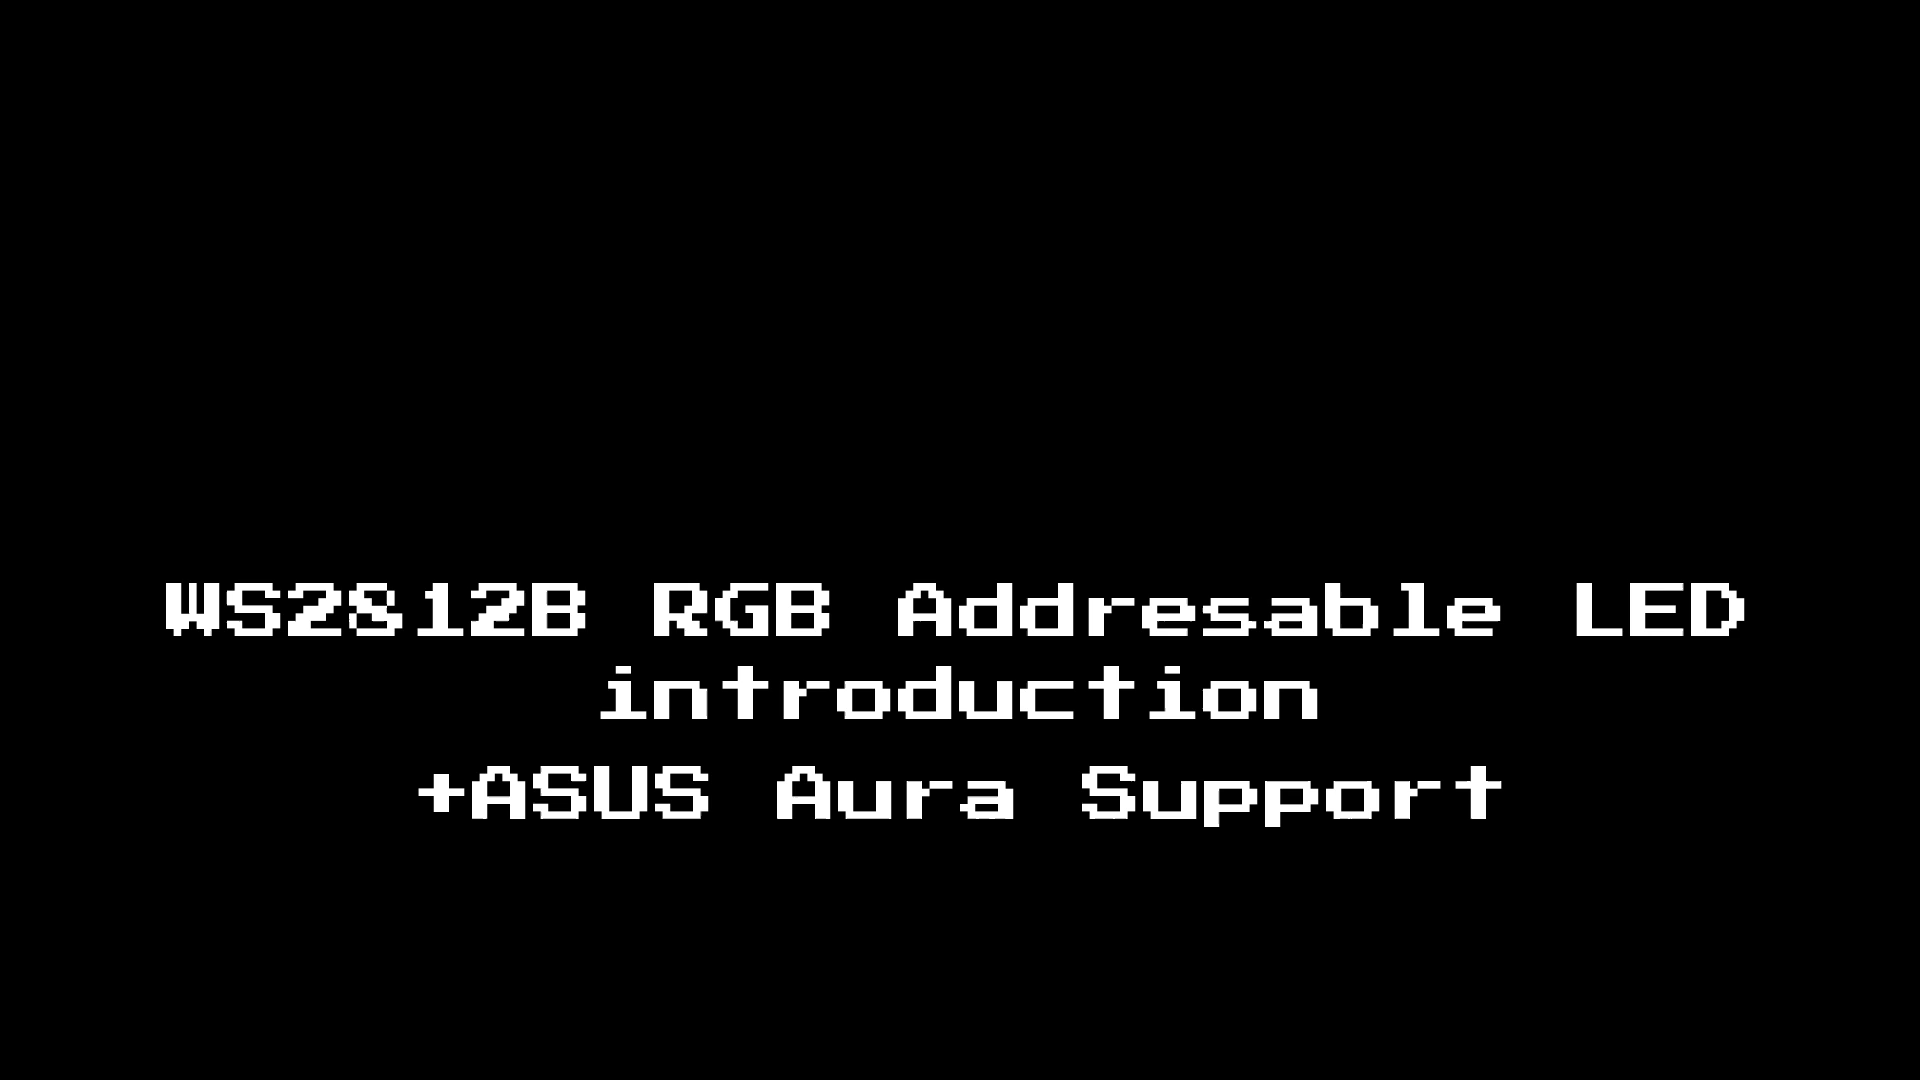 WS2812B RGB Addresable LED
introduction
+ASUS Aura Support